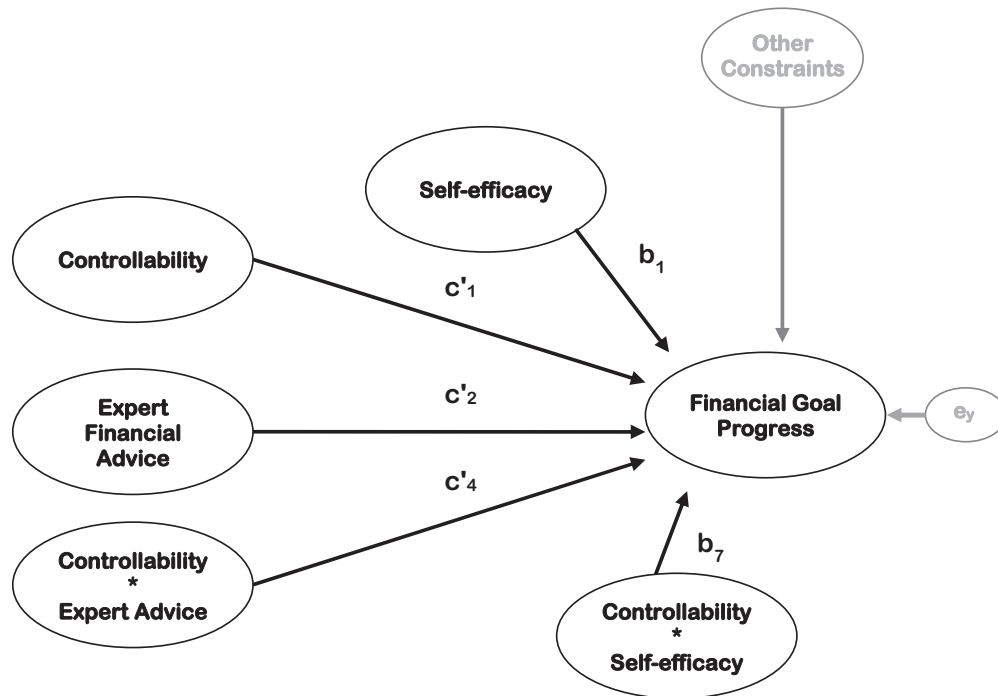 Other
Constraints
Self-efficacy
b₁
Controllability
c'₁
Expert
Financial
Advice
c'₂
Financial Goal
Progress
eᵧ
c'₄
Controllability
*
Expert Advice
b₇
Controllability
*
Self-efficacy